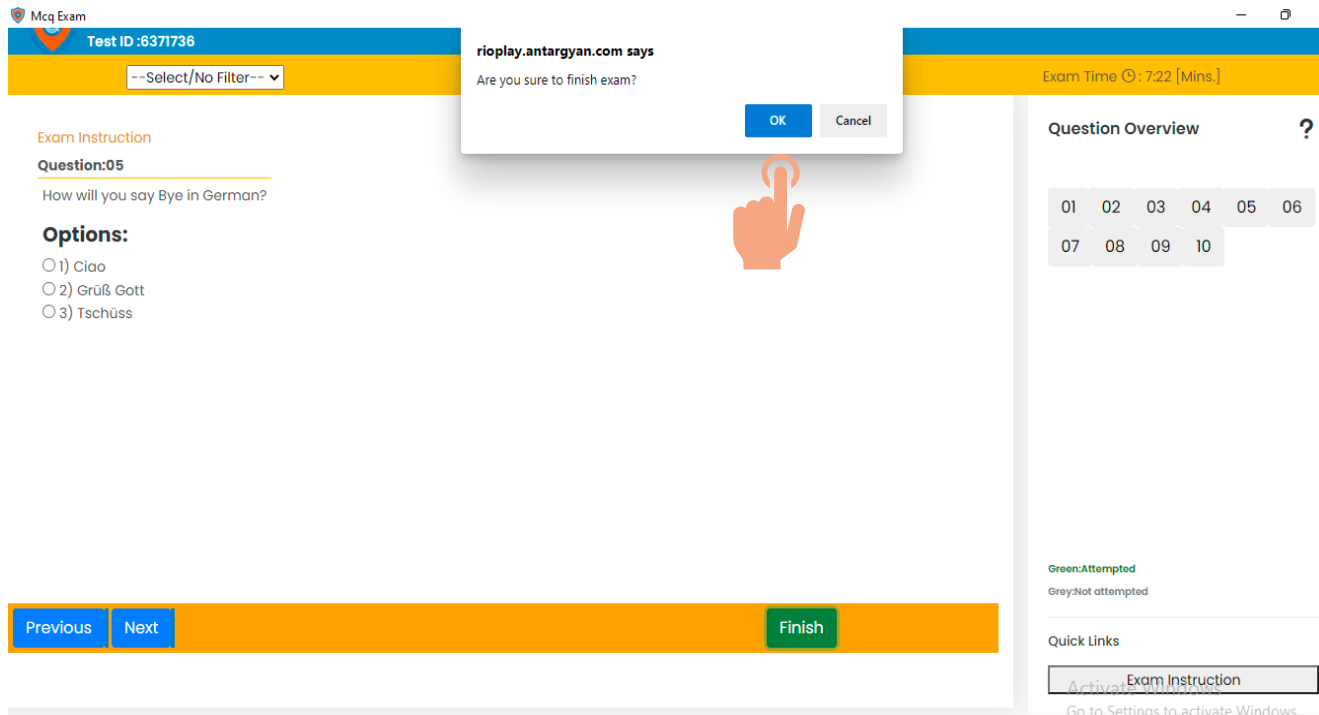 Mcq Exam
Test ID :6371736
--Select/No Filter--
rioplay.antargyan.com says
Are you sure to finish exam?
OK Cancel
Exam Time : 7:22 [Mins.]
Exam Instruction
Question:05
How will you say Bye in German?
Options:
1) Ciao
2) Grüß Gott
3) Tschüss
Previous Next Finish
Question Overview ?
01 02 03 04 05 06
07 08 09 10
Green:Attempted
Grey:Not attempted
Quick Links
Exam Instruction
Activate Windows
Go to Settings to activate Windows.